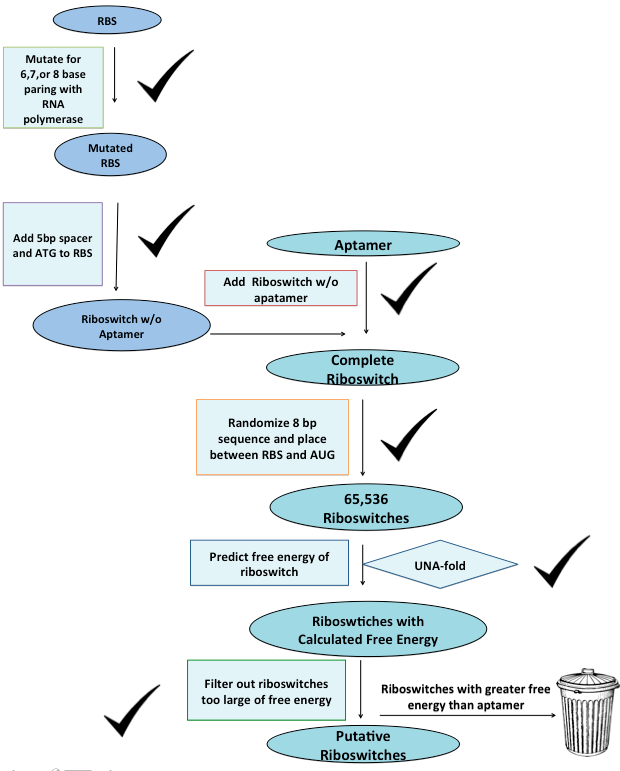 RBS
Mutate for
6,7,or 8 base
paring with
RNA
polymerase
Mutated
RBS
Add 5bp spacer
and ATG to RBS
Aptamer
Add Riboswitch w/o
apatamer
Riboswitch w/o
Aptamer
Complete
Riboswitch
Randomize 8 bp
sequence and place
between RBS and AUG
65,536
Riboswitches
Predict free energy of
riboswitch
UNA-fold
Riboswtiches with
Calculated Free Energy
Filter out riboswitches
too large of free energy
Riboswitches with greater free
energy than aptamer
Putative
Riboswitches